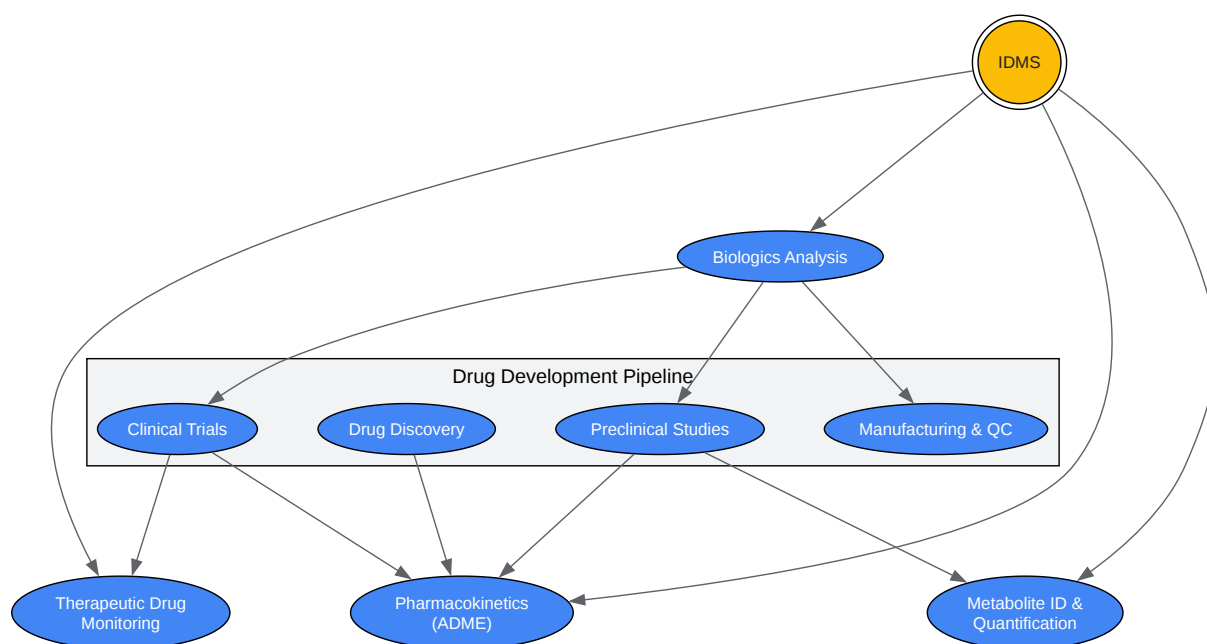 IDMS
Biologics Analysis
Drug Development Pipeline
Clinical Trials
Drug Discovery
Preclinical Studies
Manufacturing & QC
Therapeutic Drug
Monitoring
Pharmacokinetics
(ADME)
Metabolite ID &
Quantification